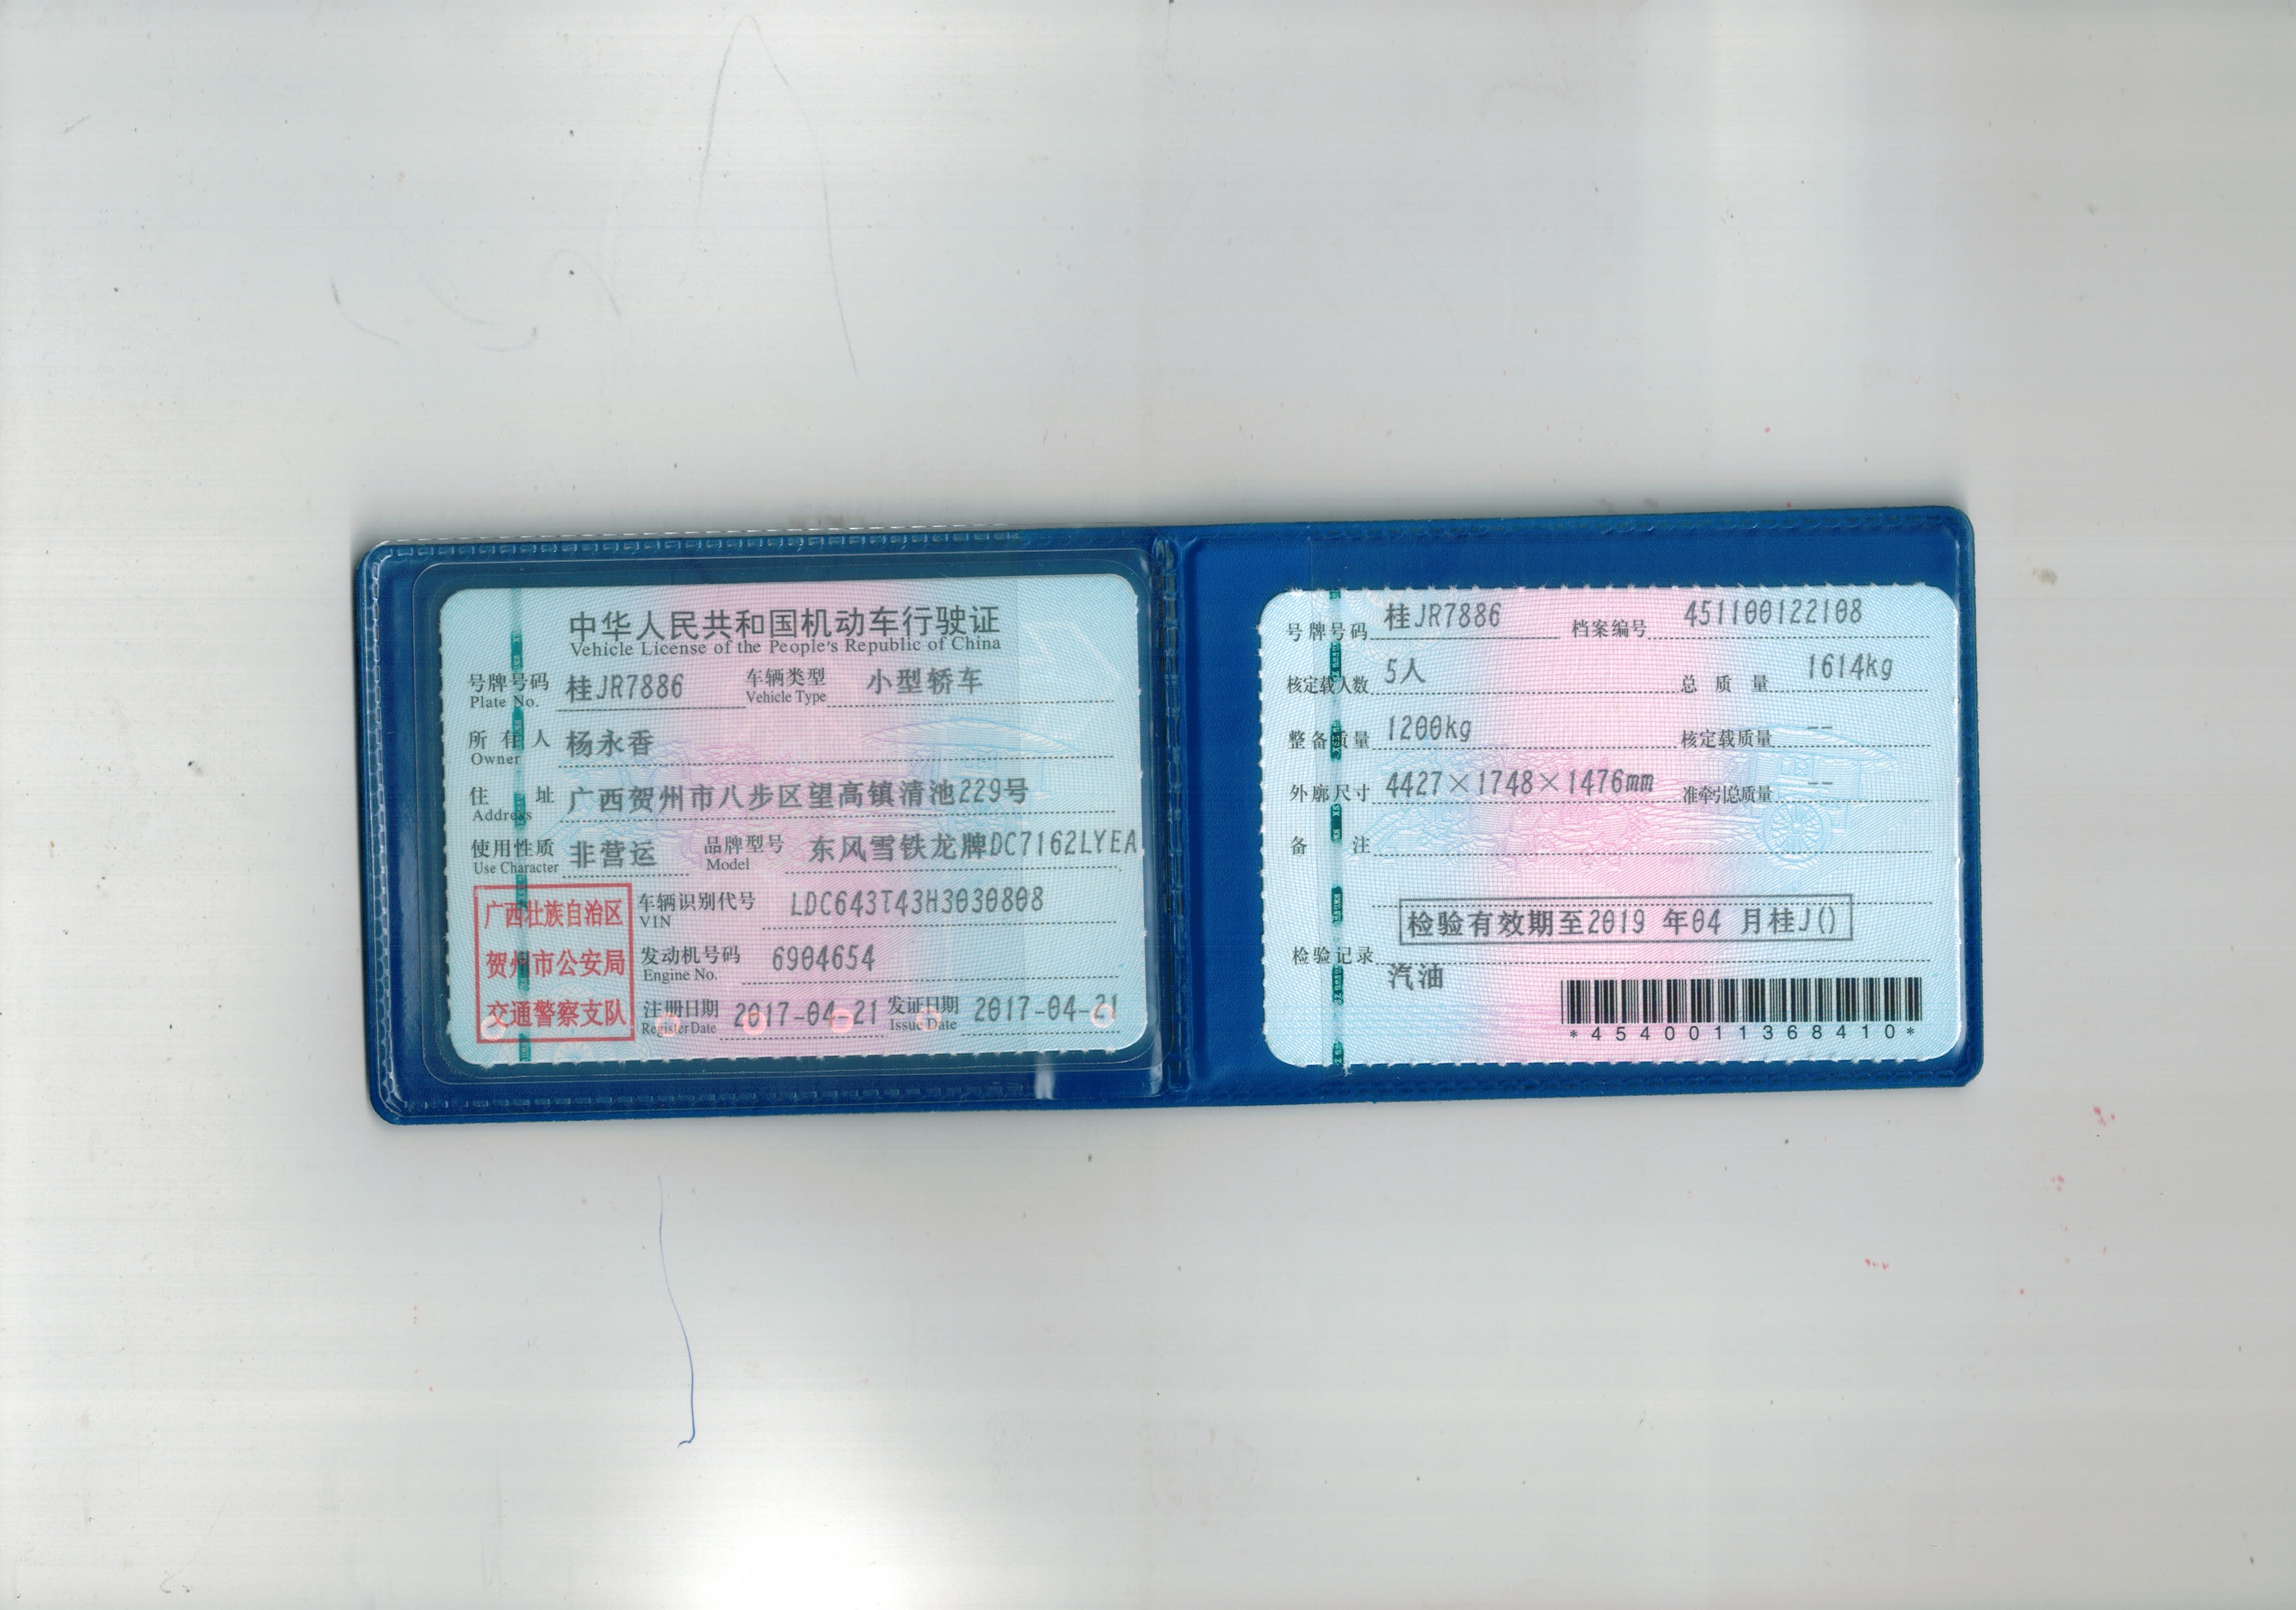 中华人民共和国机动车行驶证
Vehicle License of the People's Republic of China
号牌号码 桂JR7886 车辆类型 小型轿车
Plate No. Vehicle Type
所有人 杨永香
Owner
住址 广西贺州市八步区望高镇清池229号
Address
使用性质 非营运 品牌型号 东风雪铁龙牌DC7162LYEA
Use Character Model
广西壮族自治区
贺州市公安局
交通警察支队
车辆识别代号 LDC643T43H3030808
VIN
发动机号码 6904654
Engine No.
注册日期 2017-04-21 发证日期 2017-04-21
Register Date Issue Date
号牌号码 桂JR7886 档案编号 451100122108
核定载人数 5人 总质量 1614kg
整备质量 1200kg 核定载质量 --
外廓尺寸 4427×1748×1476mm 准牵引总质量 --
备注
检验有效期至2019 年04 月桂J()
检验记录
汽油
*4540011368410*